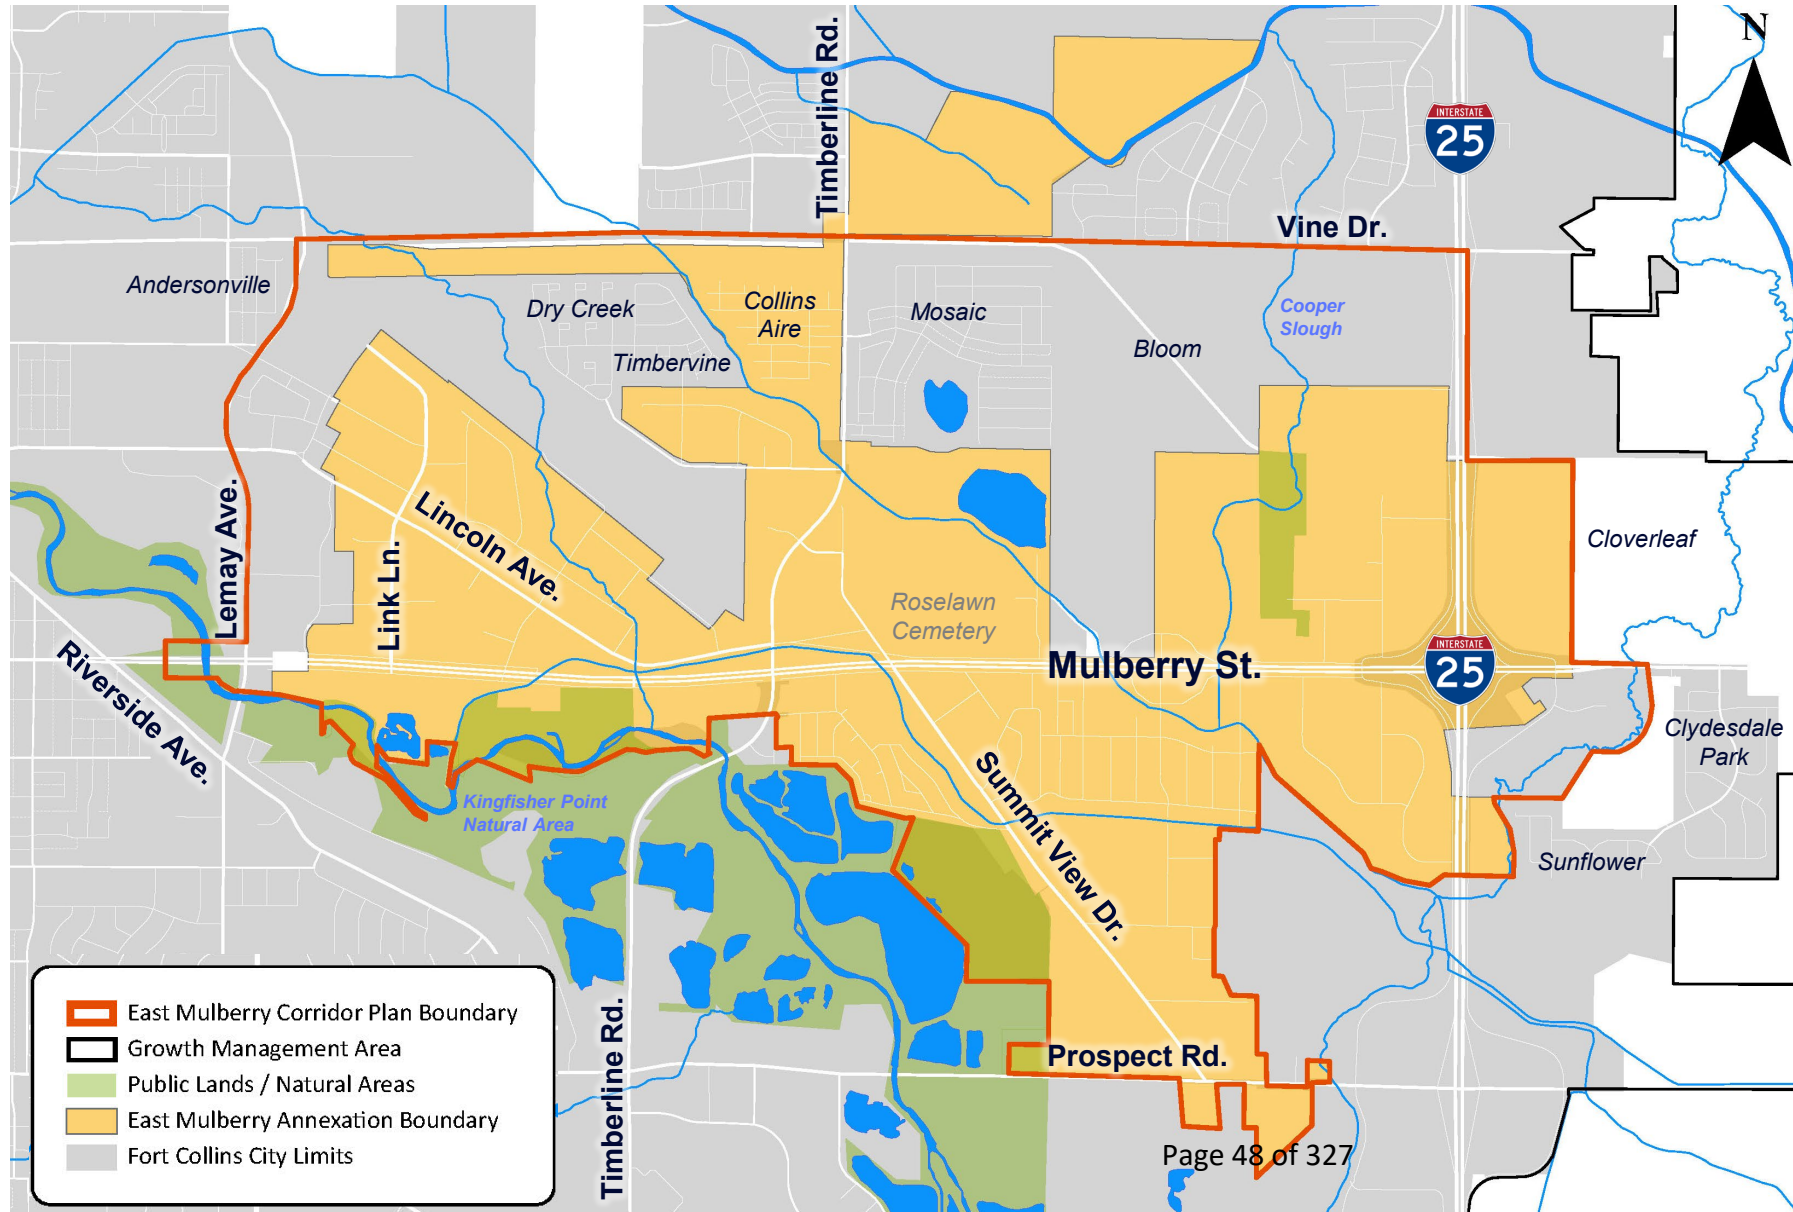 N
Timberline Rd.
INTERSTATE
25
Vine Dr.
Andersonville
Dry Creek
Collins
Aire
Mosaic
Cooper
Slough
Timbervine
Bloom
Lemay Ave.
Link Ln.
Lincoln Ave.
Cloverleaf
Roselawn
Cemetery
Mulberry St.
INTERSTATE
25
Riverside Ave.
Clydesdale
Park
Summit View Dr.
Kingfisher Point
Natural Area
Sunflower
Timberline Rd.
Prospect Rd.
East Mulberry Corridor Plan Boundary
Growth Management Area
Public Lands / Natural Areas
East Mulberry Annexation Boundary
Fort Collins City Limits
Page 48 of 327